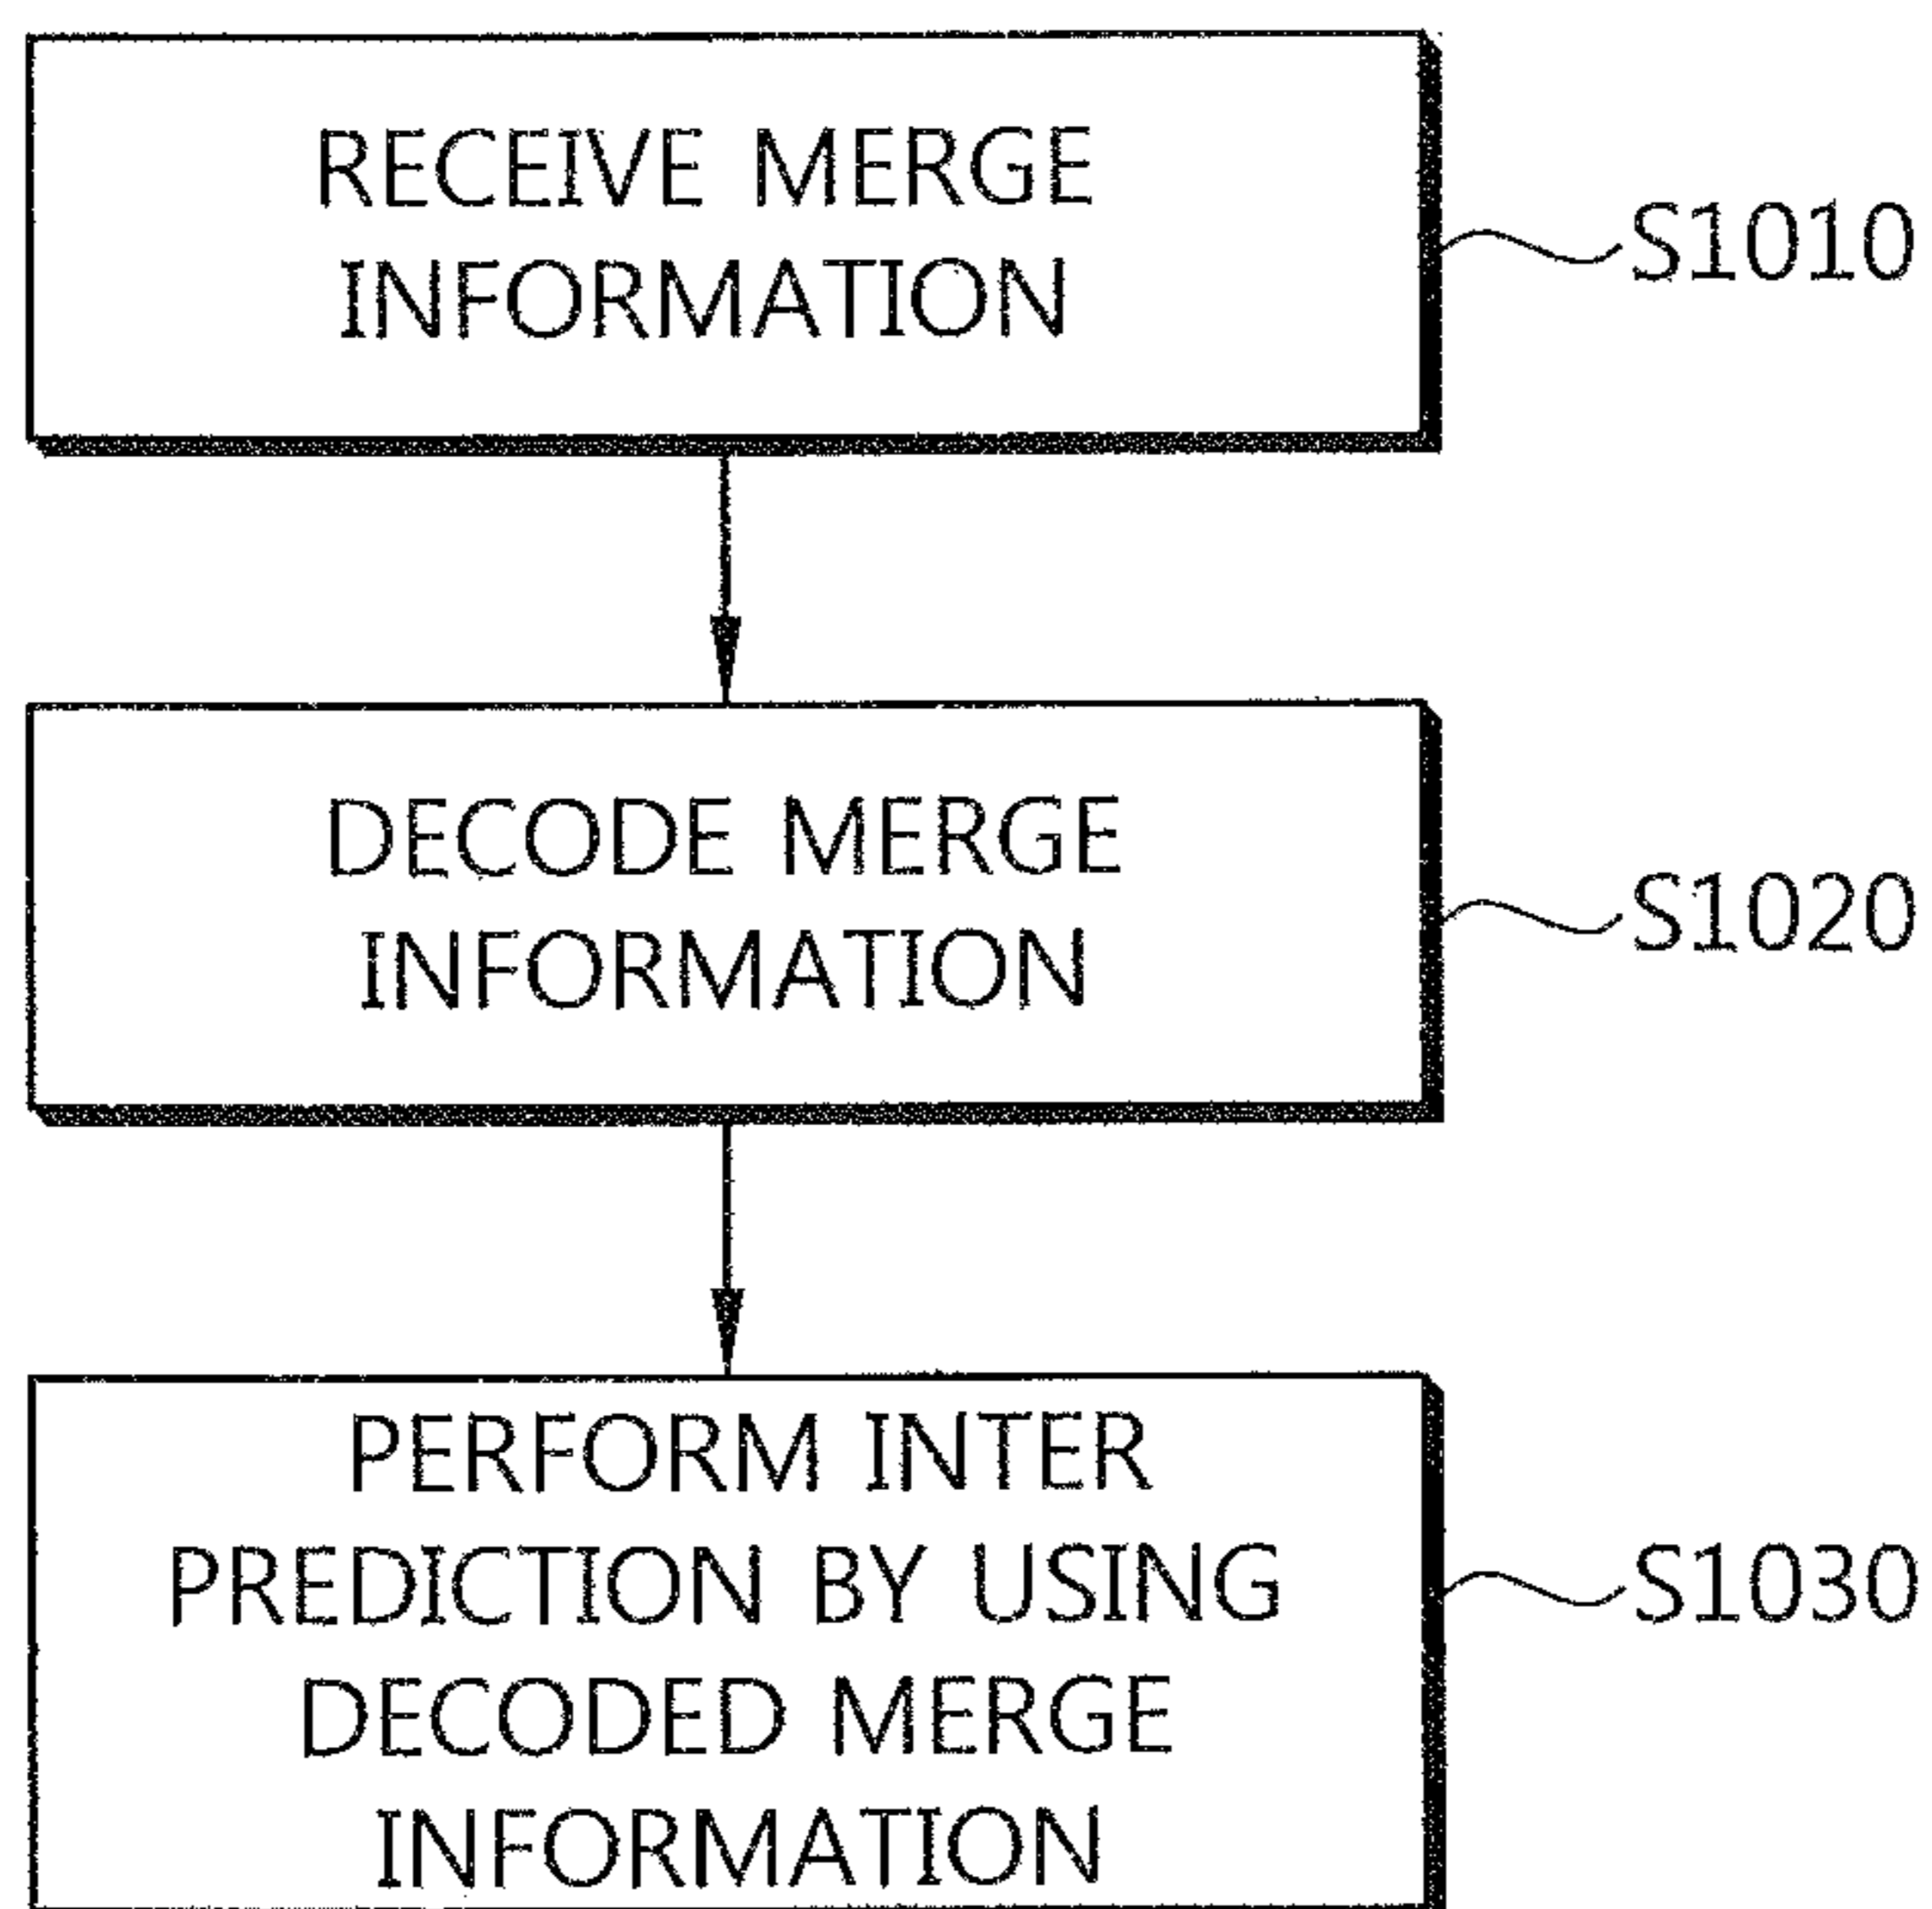 RECEIVE MERGE
INFORMATION
S1010
DECODE MERGE
INFORMATION
S1020
PERFORM INTER
PREDICTION BY USING
DECODED MERGE
INFORMATION
S1030